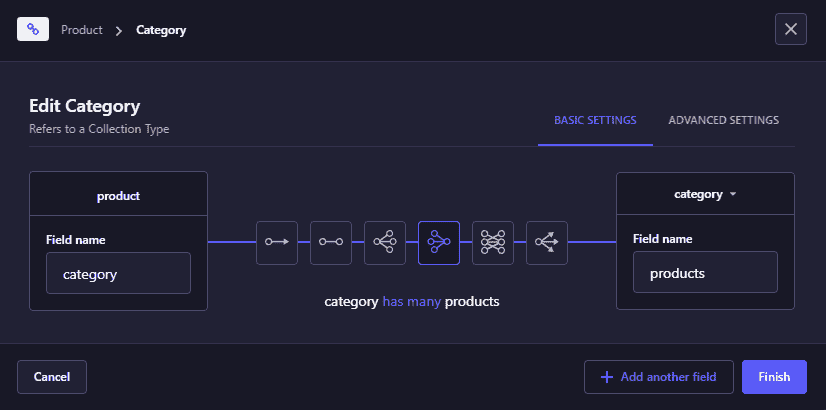 Product > Category
Edit Category
Refers to a Collection Type
BASIC SETTINGS
ADVANCED SETTINGS
product
Field name
category
category
Field name
products
category has many products
Cancel
+ Add another field
Finish